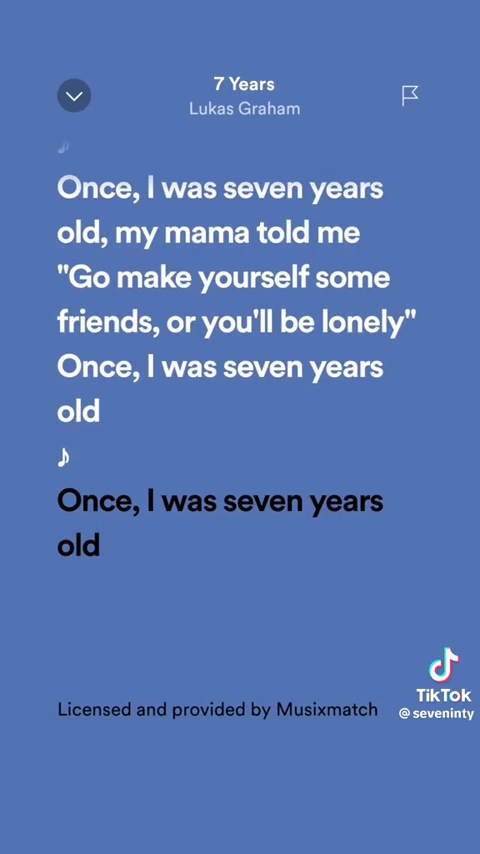 7 Years
Lukas Graham
Once, I was seven years
old, my mama told me
"Go make yourself some
friends, or you'll be lonely"
Once, I was seven years
old
♪
Once, I was seven years
old
TikTok
@seveninty
Licensed and provided by Musixmatch